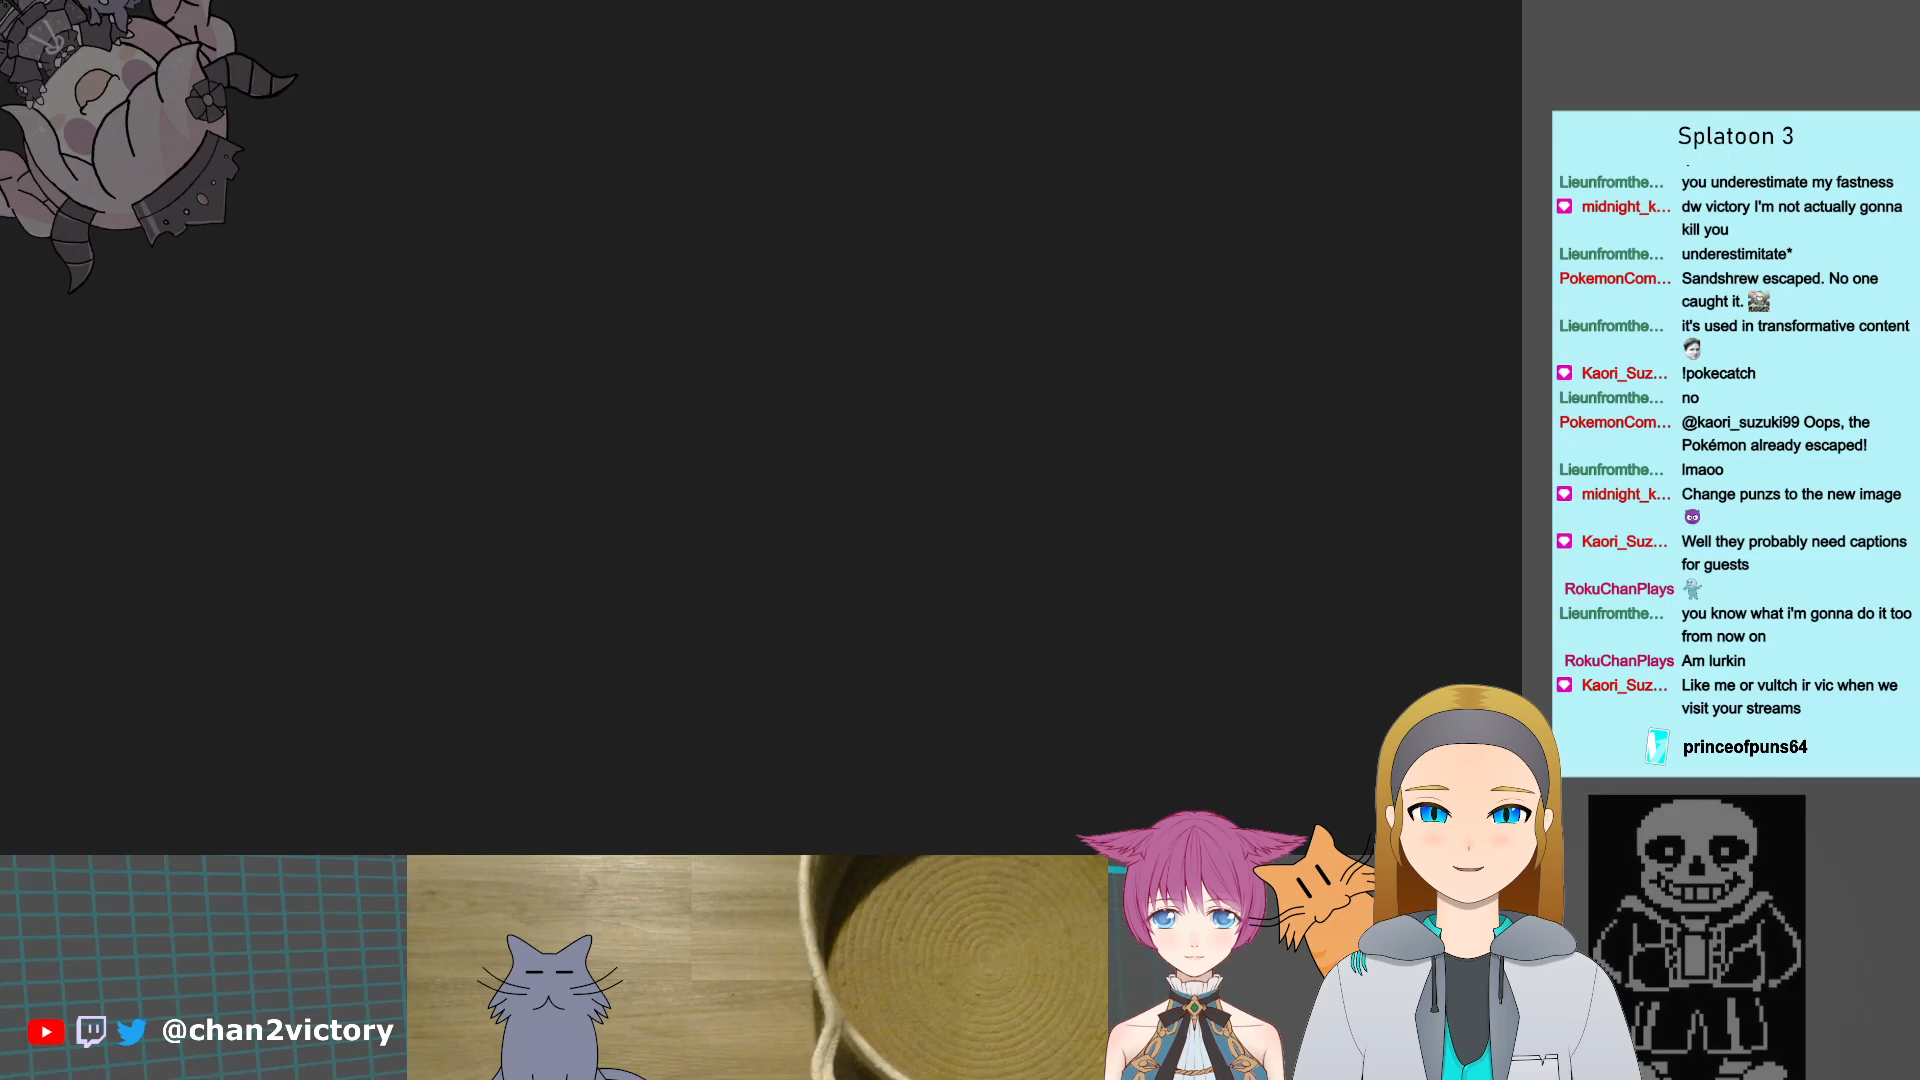 Splatoon 3
Lieunfromthe... you underestimate my fastness
midnight_k... dw victory I'm not actually gonna
kill you
Lieunfromthe... underestimitate*
PokemonCom... Sandshrew escaped. No one
caught it.
Lieunfromthe... it's used in transformative content
Kaori_Suz... !pokecatch
Lieunfromthe... no
PokemonCom... @kaori_suzuki99 Oops, the
Pokémon already escaped!
Lieunfromthe... lmaoo
midnight_k... Change punzs to the new image
Kaori_Suz... Well they probably need captions
for guests
RokuChanPlays
Lieunfromthe... you know what i'm gonna do it too
from now on
RokuChanPlays Am lurkin
Kaori_Suz... Like me or vultch ir vic when we
visit your streams
princeofpuns64
@chan2victory